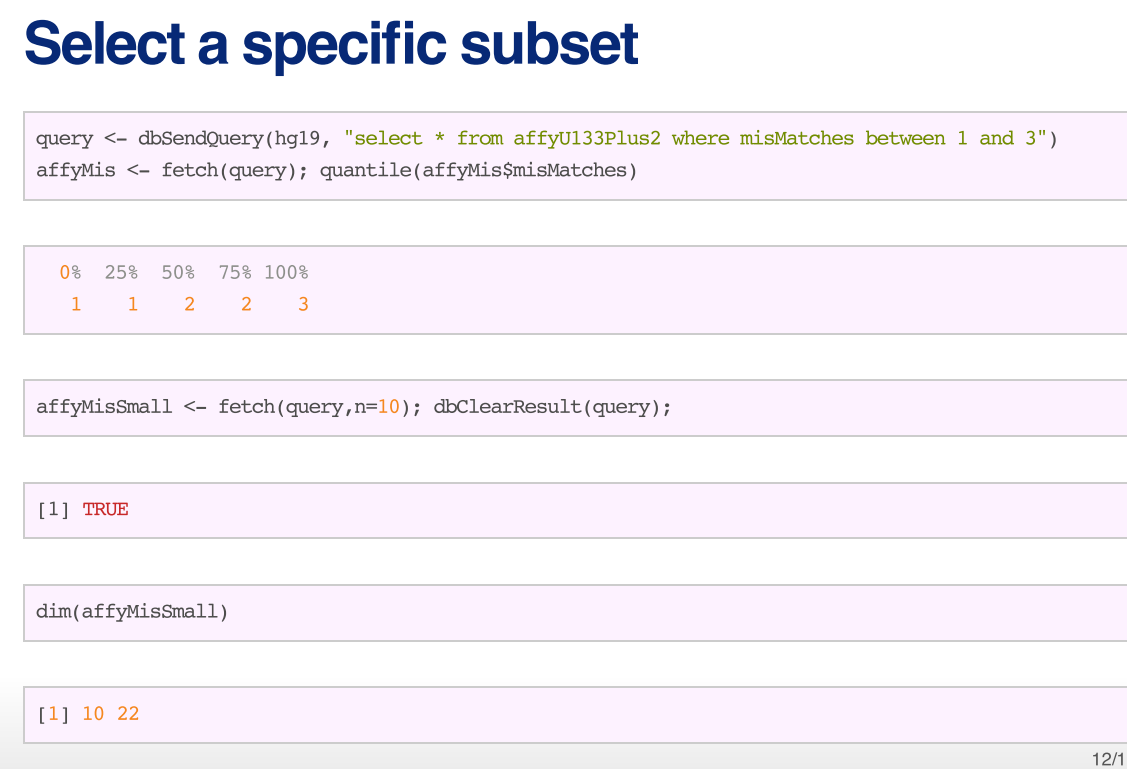 Select a specific subset
query <- dbSendQuery(hg19, "select * from affyU133Plus2 where misMatches between 1 and 3")
affyMis <- fetch(query); quantile(affyMis$misMatches)
0% 25% 50% 75% 100%
1 1 2 2 3
affyMisSmall <- fetch(query,n=10); dbClearResult(query);
[1] TRUE
dim(affyMisSmall)
[1] 10 22
12/1